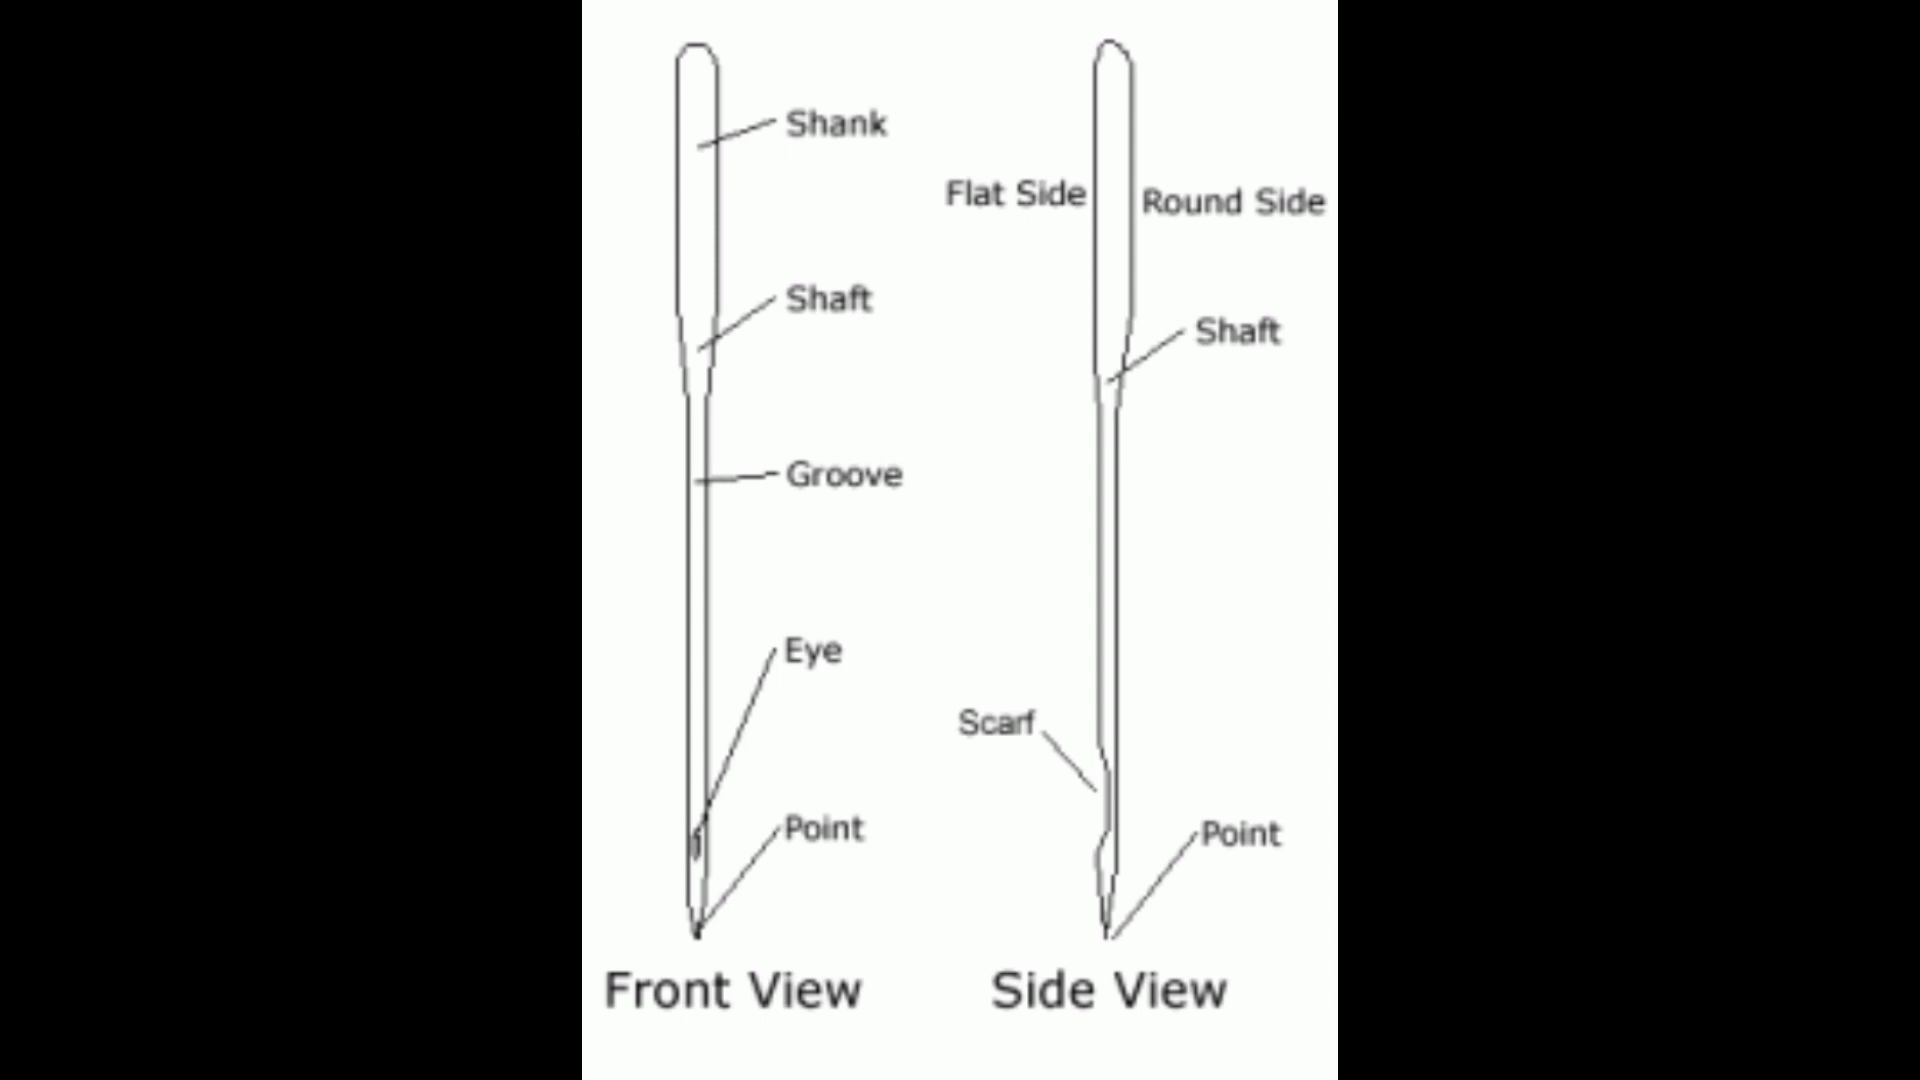 Shank
Shaft
Groove
Eye
Point
Front View
Flat Side
Round Side
Shaft
Scarf
Point
Side View